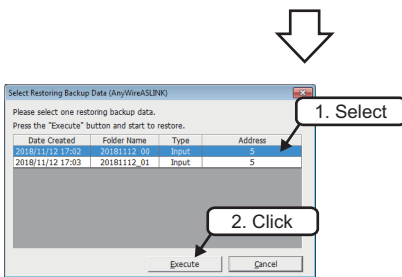 Select Restoring Backup Data (AnyWireASLINK)
Please select one restoring backup data.
Press the "Execute" button and start to restore.
1. Select
Date Created Folder Name Type Address
2018/11/12 17:02 20181112_00 Input 5
2018/11/12 17:03 20181112_01 Input 5
2. Click
Execute Cancel